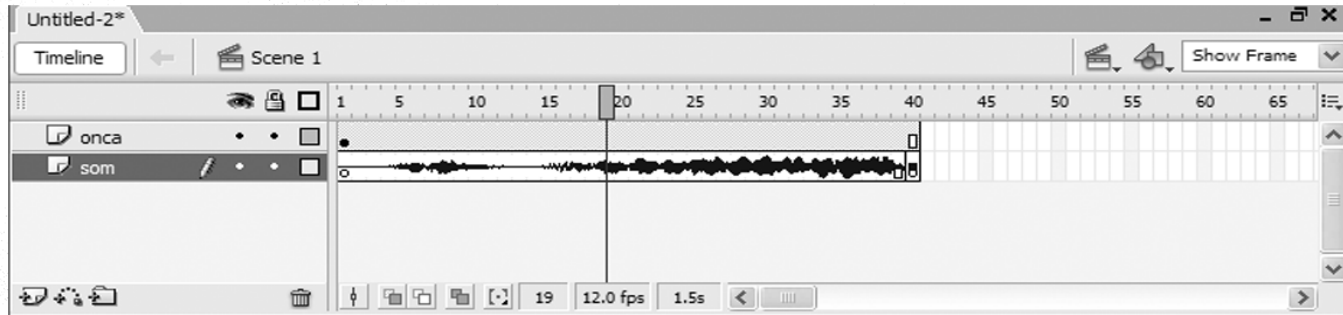 Untitled-2*
Timeline Scene 1 Show Frame
1 5 10 15 20 25 30 35 40 45 50 55 60 65
onca
som
19 12.0 fps 1.5s